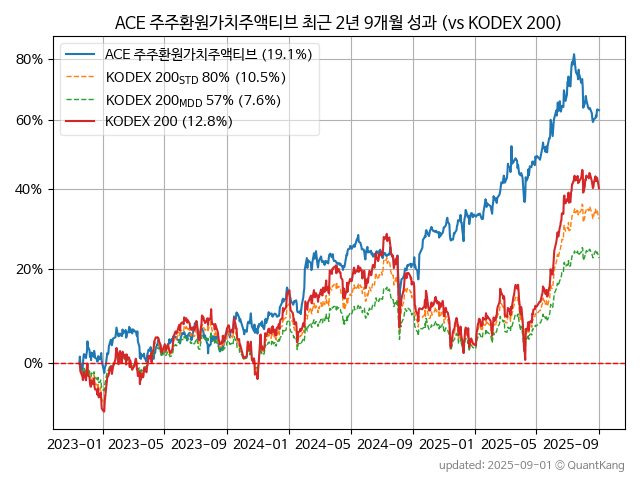 ACE 주주환원가치주액티브 최근 2년 9개월 성과 (vs KODEX 200)
ACE 주주환원가치주액티브 (19.1%)
KODEX 200STD 80% (10.5%)
KODEX 200MDD 57% (7.6%)
KODEX 200 (12.8%)
80%
60%
40%
20%
0%
2023-01 2023-05 2023-09 2024-01 2024-05 2024-09 2025-01 2025-05 2025-09
updated: 2025-09-01 © QuantKang